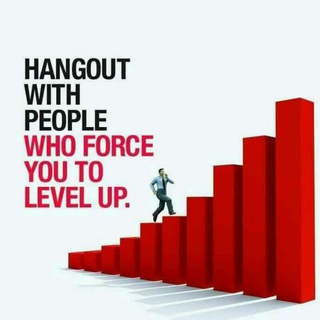 HANGOUT
WITH
PEOPLE
WHO FORCE
YOU TO
LEVEL UP.